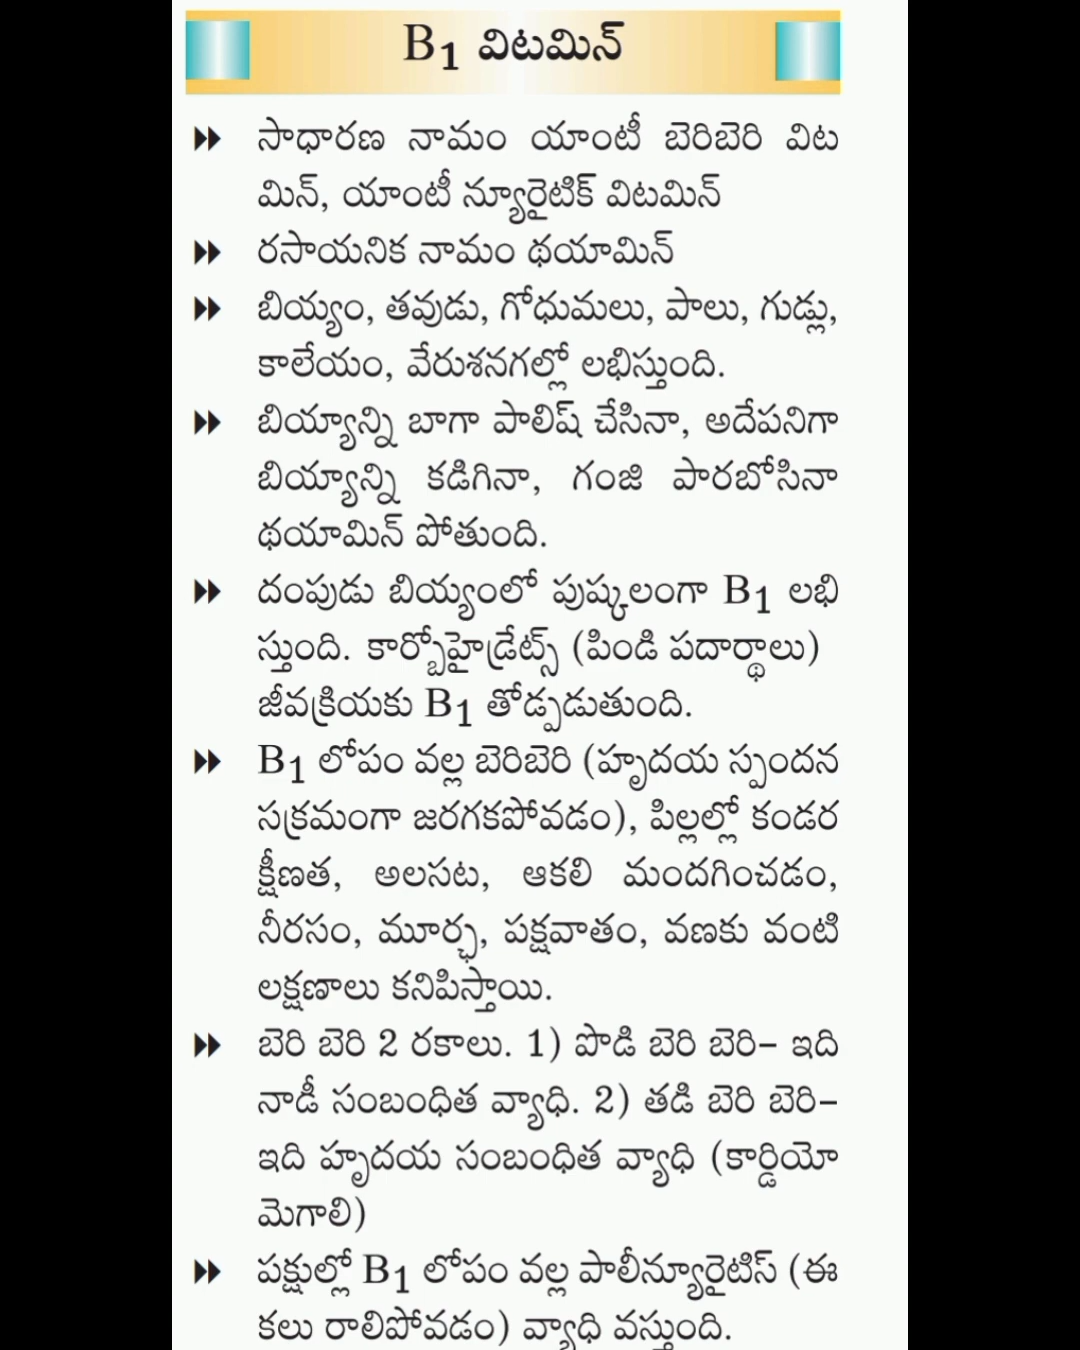 B1 విటమిన్
సాధారణ నామం యాంటీ బెరిబెరి విట
మిన్, యాంటీ న్యూరైటిక్ విటమిన్
రసాయనిక నామం థయామిన్
బియ్యం, తవుడు, గోధుమలు, పాలు, గుడ్లు,
కాలేయం, వేరుశనగల్లో లభిస్తుంది.
బియ్యాన్ని బాగా పాలిష్ చేసినా, అదేపనిగా
బియ్యాన్ని కడిగినా, గంజి పారబోసినా
థయామిన్ పోతుంది.
దంపుడు బియ్యంలో పుష్కలంగా B1 లభి
స్తుంది. కార్బోహైడ్రేట్స్ (పిండి పదార్థాలు)
జీవక్రియకు B1 తోడ్పడుతుంది.
B1 లోపం వల్ల బెరిబెరి (హృదయ స్పందన
సక్రమంగా జరగకపోవడం), పిల్లల్లో కండర
క్షీణత, అలసట, ఆకలి మందగించడం,
నీరసం, మూర్ఛ, పక్షవాతం, వణకు వంటి
లక్షణాలు కనిపిస్తాయి.
బెరి బెరి 2 రకాలు. 1) పొడి బెరి బెరి– ఇది
నాడీ సంబంధిత వ్యాధి. 2) తడి బెరి బెరి–
ఇది హృదయ సంబంధిత వ్యాధి (కార్డియో
మెగాలి)
పక్షుల్లో B1 లోపం వల్ల పాలీన్యూరైటిస్ (ఈ
కలు రాలిపోవడం) వ్యాధి వస్తుంది.